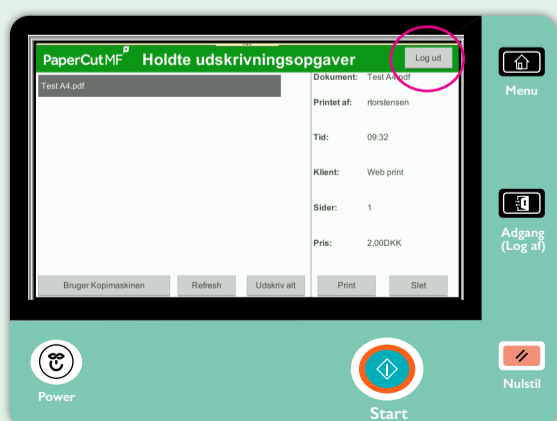 PaperCut MF Holdte udskrivningsopgaver
Log ud
Test A4.pdf
Dokument: Test A4.pdf
Printet af: rtorstensen
Tid: 09:32
Klient: Web print
Sider: 1
Pris: 2,00DKK
Bruger Kopimaskinen
Refresh
Udskriv alt
Print
Slet
Menu
Adgang
(Log af)
Nulstil
Power
Start